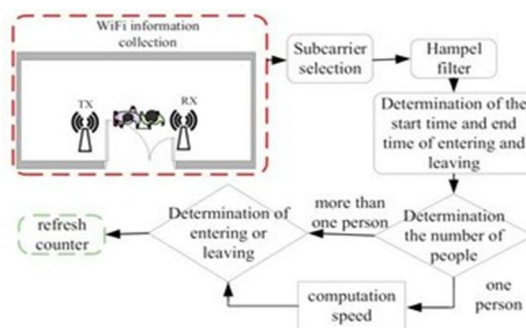 WiFi information
collection
TX
RX
Subcarrier
selection
Hampel
filter
Determination of the
start time and end
time of entering and
leaving
Determination
the number of
people
more than
one person
one
person
computation
speed
Determination of
entering or
leaving
refresh
counter